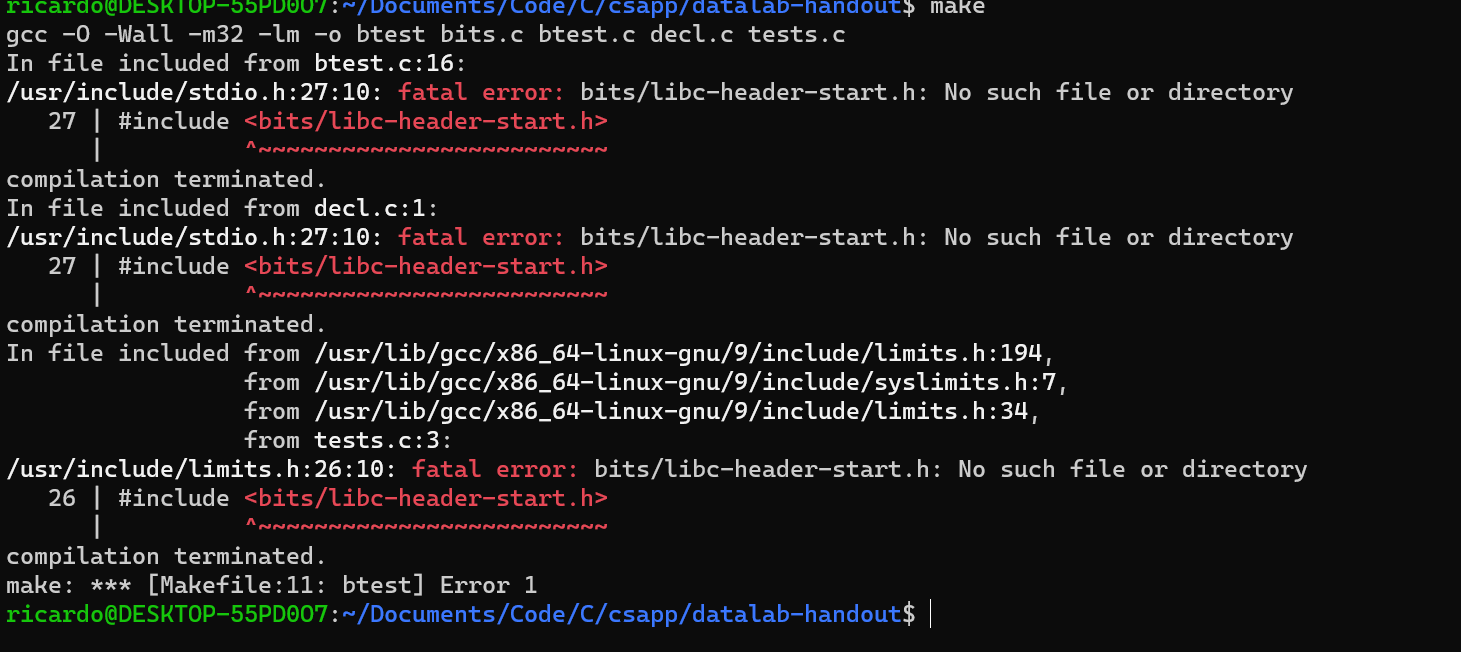 ricardo@DESKTOP-55PD0O7:~/Documents/Code/C/csapp/datalab-handout$ make
gcc -O -Wall -m32 -lm -o btest bits.c btest.c decl.c tests.c
In file included from btest.c:16:
/usr/include/stdio.h:27:10: fatal error: bits/libc-header-start.h: No such file or directory
   27 | #include <bits/libc-header-start.h>
      |          ^~~~~~~~~~~~~~~~~~~~~~~~~~
compilation terminated.
In file included from decl.c:1:
/usr/include/stdio.h:27:10: fatal error: bits/libc-header-start.h: No such file or directory
   27 | #include <bits/libc-header-start.h>
      |          ^~~~~~~~~~~~~~~~~~~~~~~~~~
compilation terminated.
In file included from /usr/lib/gcc/x86_64-linux-gnu/9/include/limits.h:194,
                 from /usr/lib/gcc/x86_64-linux-gnu/9/include/syslimits.h:7,
                 from /usr/lib/gcc/x86_64-linux-gnu/9/include/limits.h:34,
                 from tests.c:3:
/usr/include/limits.h:26:10: fatal error: bits/libc-header-start.h: No such file or directory
   26 | #include <bits/libc-header-start.h>
      |          ^~~~~~~~~~~~~~~~~~~~~~~~~~
compilation terminated.
make: *** [Makefile:11: btest] Error 1
ricardo@DESKTOP-55PD0O7:~/Documents/Code/C/csapp/datalab-handout$